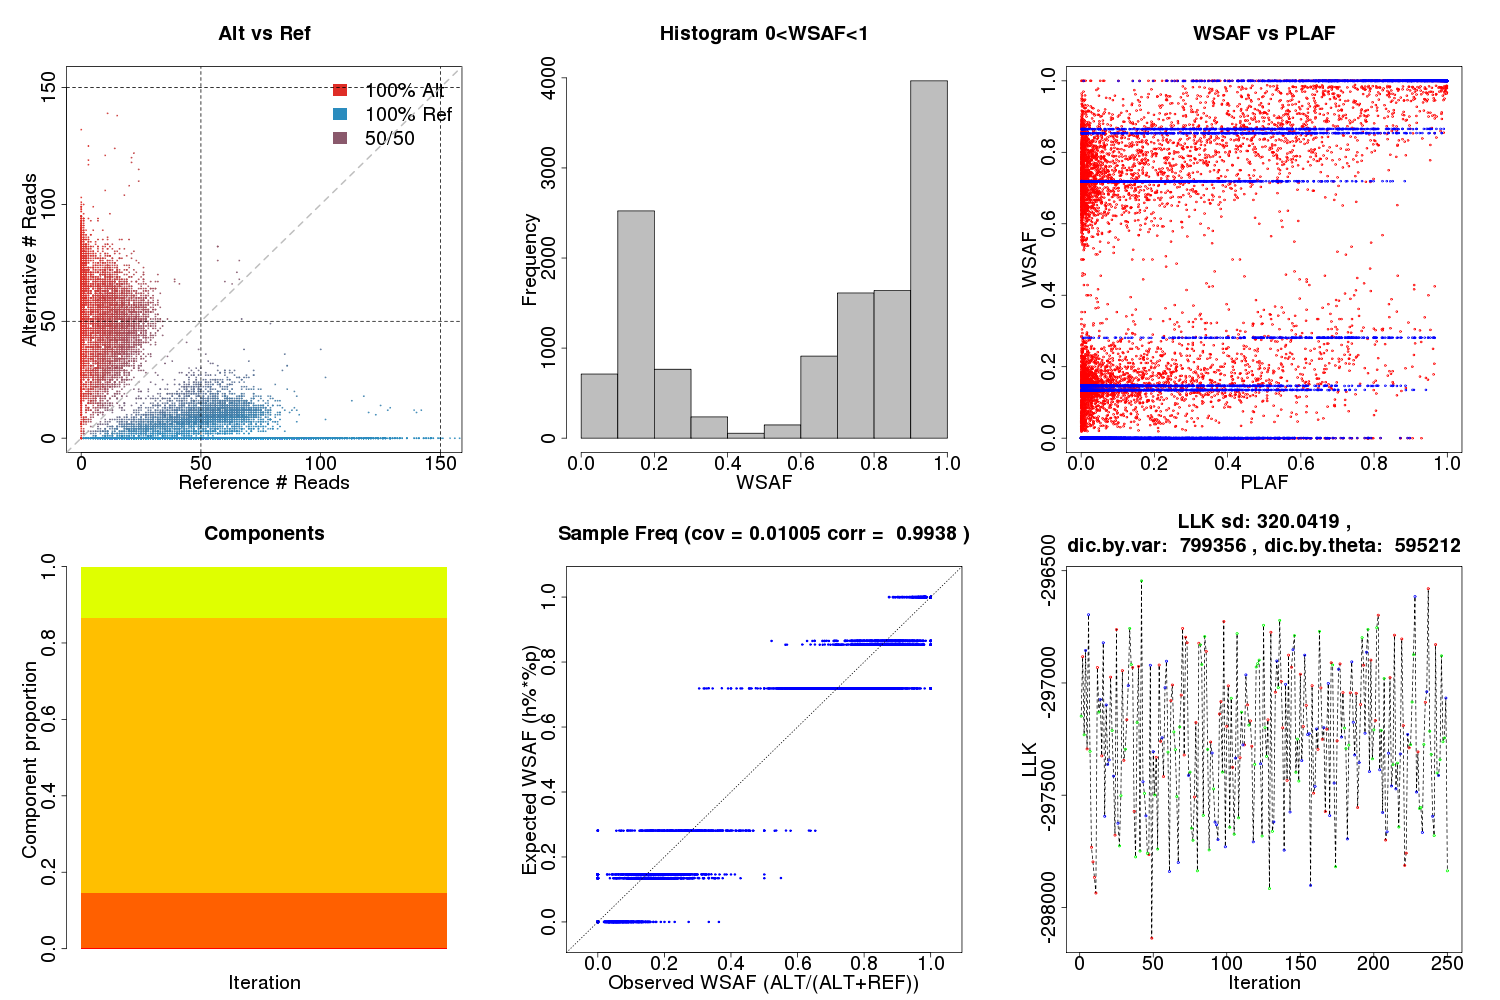 Alt vs Ref
150
100
50
0
Alternative # Reads
100% Alt
100% Ref
50/50
0 50 100 150
Reference # Reads
Histogram 0<WSAF<1
4000
3000
2000
1000
0
Frequency
0.0 0.2 0.4 0.6 0.8 1.0
WSAF
WSAF vs PLAF
1.0
0.8
0.6
0.4
0.2
0.0
WSAF
0.0 0.2 0.4 0.6 0.8 1.0
PLAF
Components
1.0
0.8
0.6
0.4
0.2
0.0
Component proportion
Iteration
Sample Freq (cov = 0.01005 corr = 0.9938 )
1.0
0.8
0.6
0.4
0.2
0.0
Expected WSAF (h%*%p)
0.0 0.2 0.4 0.6 0.8 1.0
Observed WSAF (ALT/(ALT+REF))
LLK sd: 320.0419 ,
dic.by.var: 799356 , dic.by.theta: 595212
-296500
-297000
-297500
-298000
LLK
0 50 100 150 200 250
Iteration